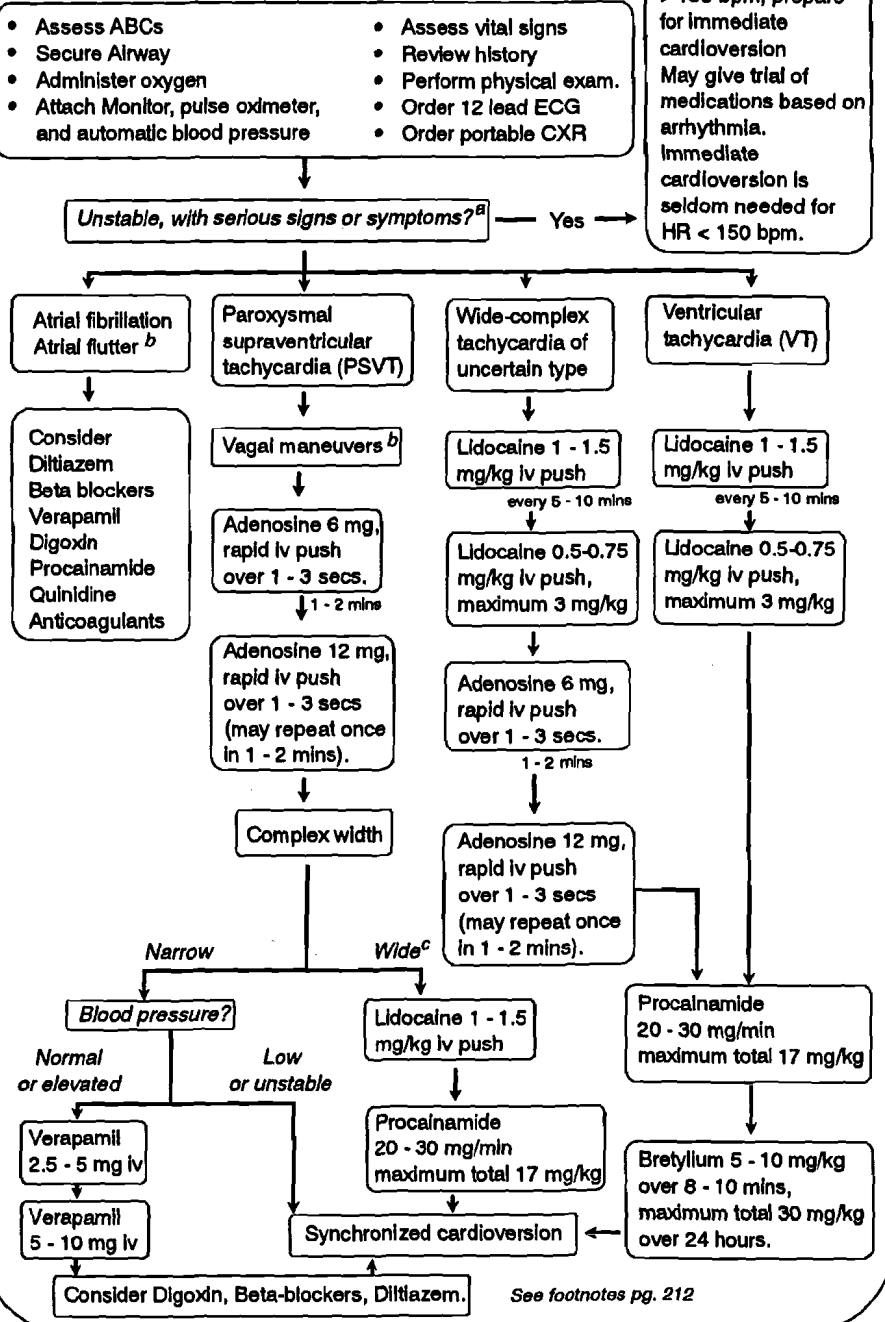 • Assess ABCs
• Secure Airway
• Administer oxygen
• Attach Monitor, pulse oximeter,
and automatic blood pressure
• Assess vital signs
• Review history
• Perform physical exam.
• Order 12 lead ECG
• Order portable CXR
for immediate
cardioversion
May give trial of
medications based on
arrhythmia.
Immediate
cardioversion is
seldom needed for
HR < 150 bpm.
Unstable, with serious signs or symptoms?a
Yes
Atrial fibrillation
Atrial flutter b
Consider
Diltiazem
Beta blockers
Verapamil
Digoxin
Procainamide
Quinidine
Anticoagulants
Paroxysmal
supraventricular
tachycardia (PSVT)
Vagal maneuvers b
Adenosine 6 mg,
rapid iv push
over 1 - 3 secs.
1 - 2 mins
Adenosine 12 mg,
rapid iv push
over 1 - 3 secs
(may repeat once
in 1 - 2 mins).
Complex width
Wide-complex
tachycardia of
uncertain type
Lidocaine 1 - 1.5
mg/kg iv push
every 5 - 10 mins
Lidocaine 0.5-0.75
mg/kg iv push,
maximum 3 mg/kg
Adenosine 6 mg,
rapid iv push
over 1 - 3 secs.
1 - 2 mins
Adenosine 12 mg,
rapid iv push
over 1 - 3 secs
(may repeat once
in 1 - 2 mins).
Ventricular
tachycardia (VT)
Lidocaine 1 - 1.5
mg/kg iv push
every 5 - 10 mins
Lidocaine 0.5-0.75
mg/kg iv push,
maximum 3 mg/kg
Narrow
Widec
Blood pressure?
Normal
or elevated
Low
or unstable
Verapamil
2.5 - 5 mg iv
Verapamil
5 - 10 mg iv
Lidocaine 1 - 1.5
mg/kg iv push
Procainamide
20 - 30 mg/min
maximum total 17 mg/kg
Procainamide
20 - 30 mg/min
maximum total 17 mg/kg
Bretylium 5 - 10 mg/kg
over 8 - 10 mins,
maximum total 30 mg/kg
over 24 hours.
Synchronized cardioversion
Consider Digoxin, Beta-blockers, Diltiazem.
See footnotes pg. 212